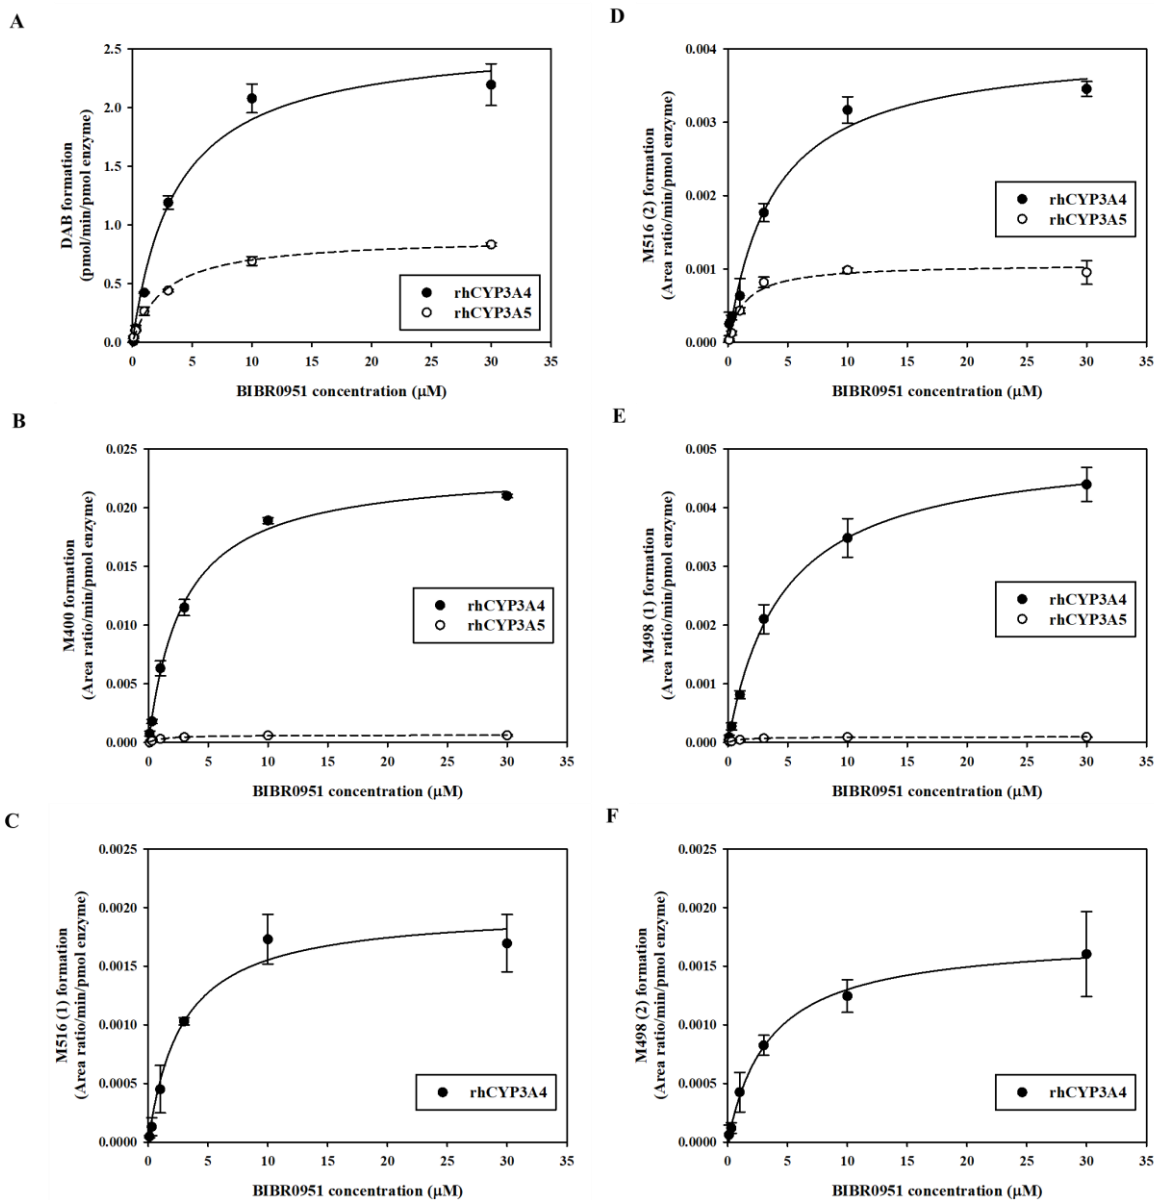 A
DAB formation
(pmol/min/pmol enzyme)
2.5
2.0
1.5
1.0
0.5
0.0
0 5 10 15 20 25 30 35
BIBR0951 concentration (μM)
rhCYP3A4
rhCYP3A5
B
M400 formation
(Area ratio/min/pmol enzyme)
0.025
0.020
0.015
0.010
0.005
0.000
0 5 10 15 20 25 30 35
BIBR0951 concentration (μM)
rhCYP3A4
rhCYP3A5
C
M516 (1) formation
(Area ratio/min/pmol enzyme)
0.0025
0.0020
0.0015
0.0010
0.0005
0.0000
0 5 10 15 20 25 30 35
BIBR0951 concentration (μM)
rhCYP3A4
D
M516 (2) formation
(Area ratio/min/pmol enzyme)
0.004
0.003
0.002
0.001
0.000
0 5 10 15 20 25 30 35
BIBR0951 concentration (μM)
rhCYP3A4
rhCYP3A5
E
M498 (1) formation
(Area ratio/min/pmol enzyme)
0.005
0.004
0.003
0.002
0.001
0.000
0 5 10 15 20 25 30 35
BIBR0951 concentration (μM)
rhCYP3A4
rhCYP3A5
F
M498 (2) formation
(Area ratio/min/pmol enzyme)
0.0025
0.0020
0.0015
0.0010
0.0005
0.0000
0 5 10 15 20 25 30 35
BIBR0951 concentration (μM)
rhCYP3A4